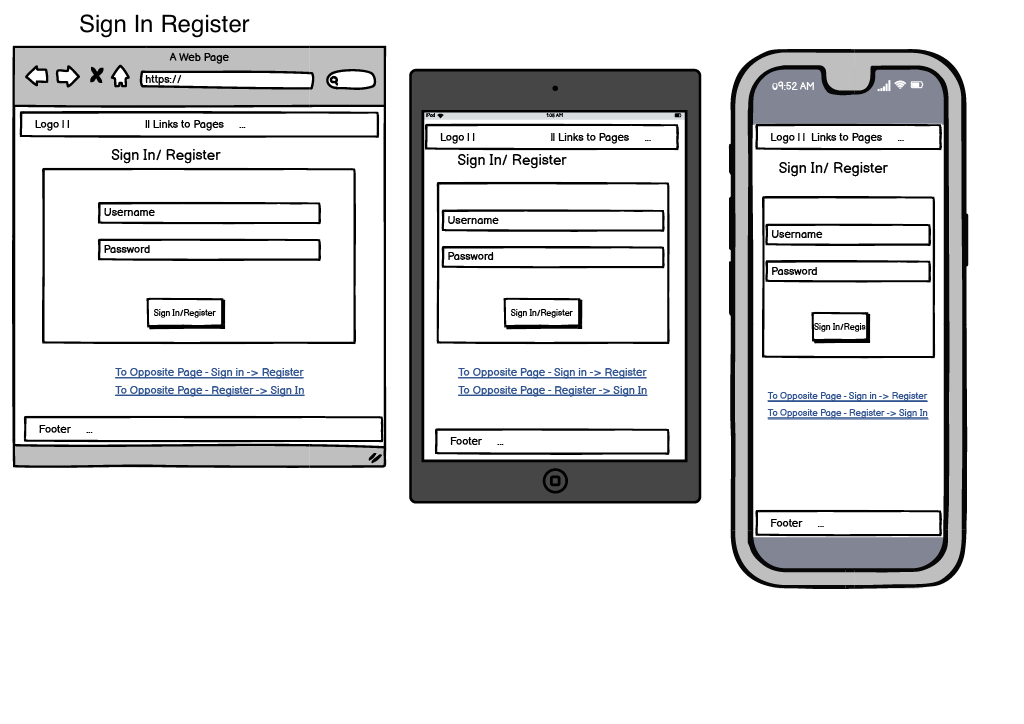 Sign In Register
A Web Page
https://
Logo I I
II Links to Pages ...
Sign In/ Register
Username
Password
Sign In/Register
To Opposite Page - Sign in -> Register
To Opposite Page - Register -> Sign In
Footer ...
iPod
1:06 AM
Logo I I
II Links to Pages ...
Sign In/ Register
Username
Password
Sign In/Register
To Opposite Page - Sign in -> Register
To Opposite Page - Register -> Sign In
Footer ...
09:52 AM
Logo I I Links to Pages ...
Sign In/ Register
Username
Password
Sign In/Regis
To Opposite Page - Sign in -> Register
To Opposite Page - Register -> Sign In
Footer ...